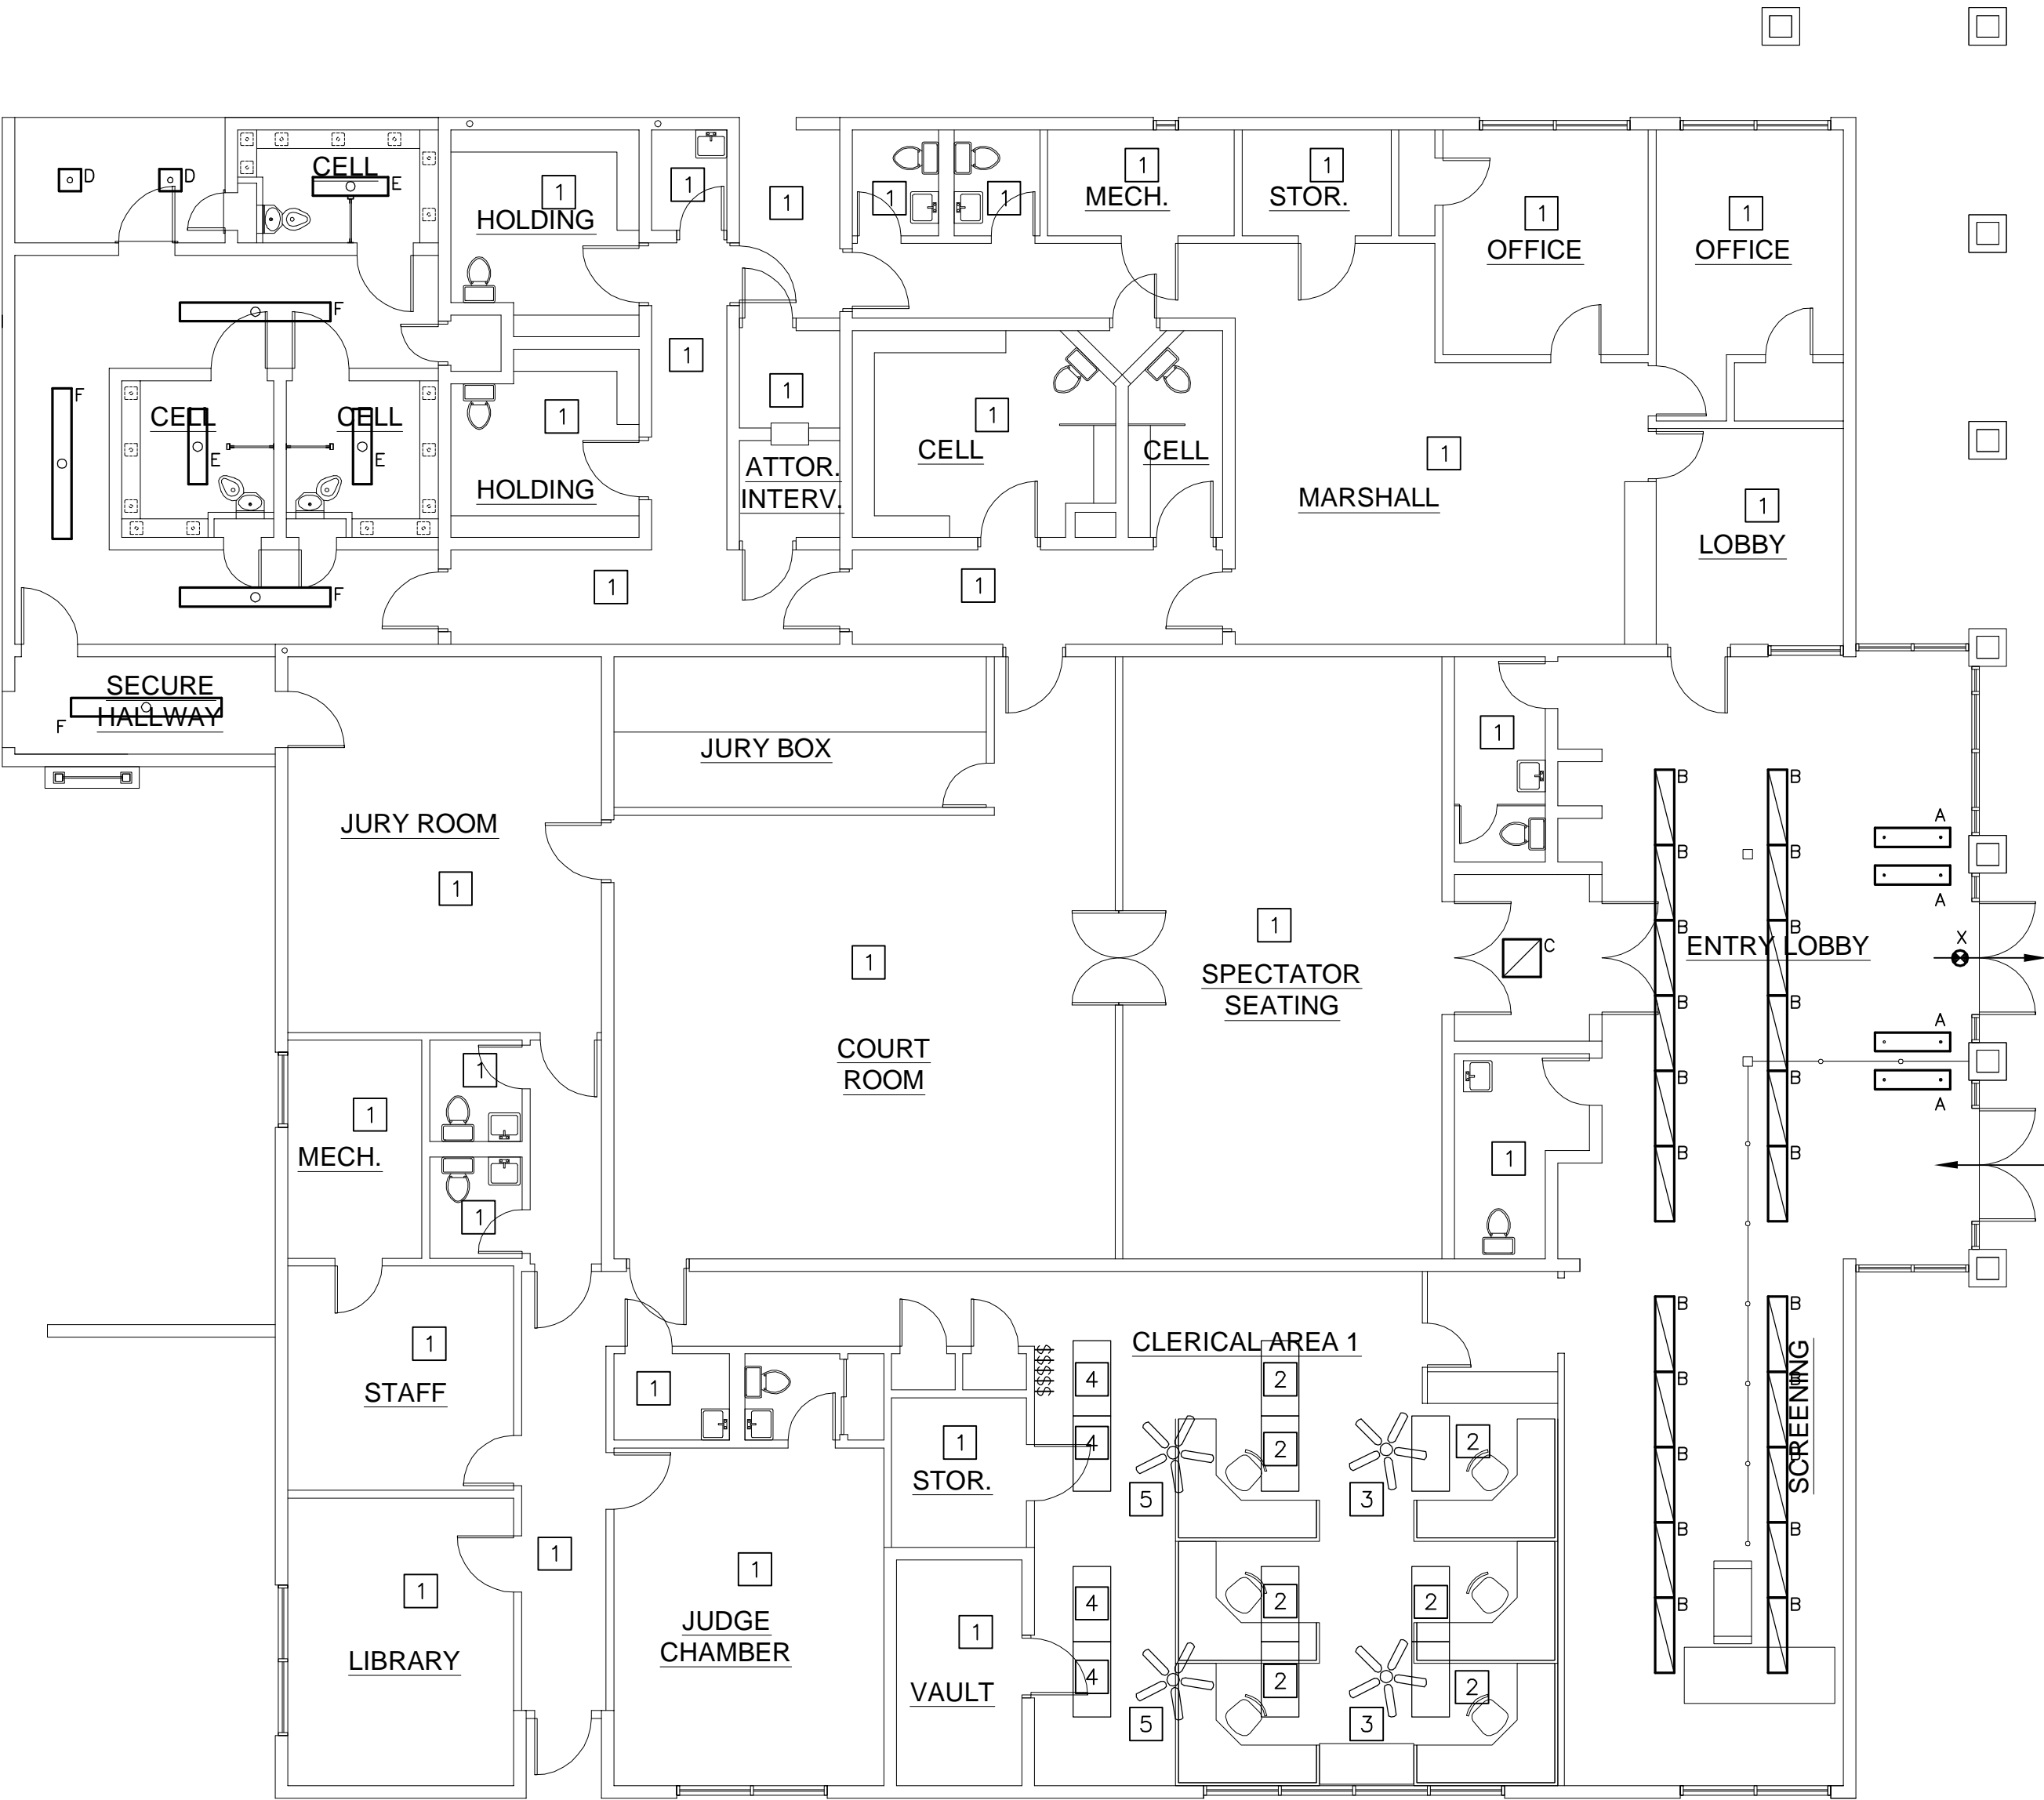 D
D
CELL
E
1
HOLDING
1
1
1
1
1
MECH.
1
STOR.
1
OFFICE
1
OFFICE
F
F
1
1
CELL
CELL
E
E
1
HOLDING
ATTOR.
INTERV.
1
CELL
CELL
1
MARSHALL
1
LOBBY
F
1
1
SECURE
HALLWAY
F
JURY BOX
1
JURY ROOM
1
B
B
A
B
B
A
1
1
C
B
B
ENTRY LOBBY
X
SPECTATOR
SEATING
COURT
ROOM
B
B
A
1
1
MECH.
B
B
A
1
B
B
1
1
STAFF
1
CLERICAL AREA 1
$
$
$
$
$
4
2
B
B
B
B
SCREENING
1
STOR.
4
2
2
B
B
5
3
1
1
JUDGE
CHAMBER
1
LIBRARY
1
VAULT
4
2
2
B
B
B
B
4
2
2
5
3